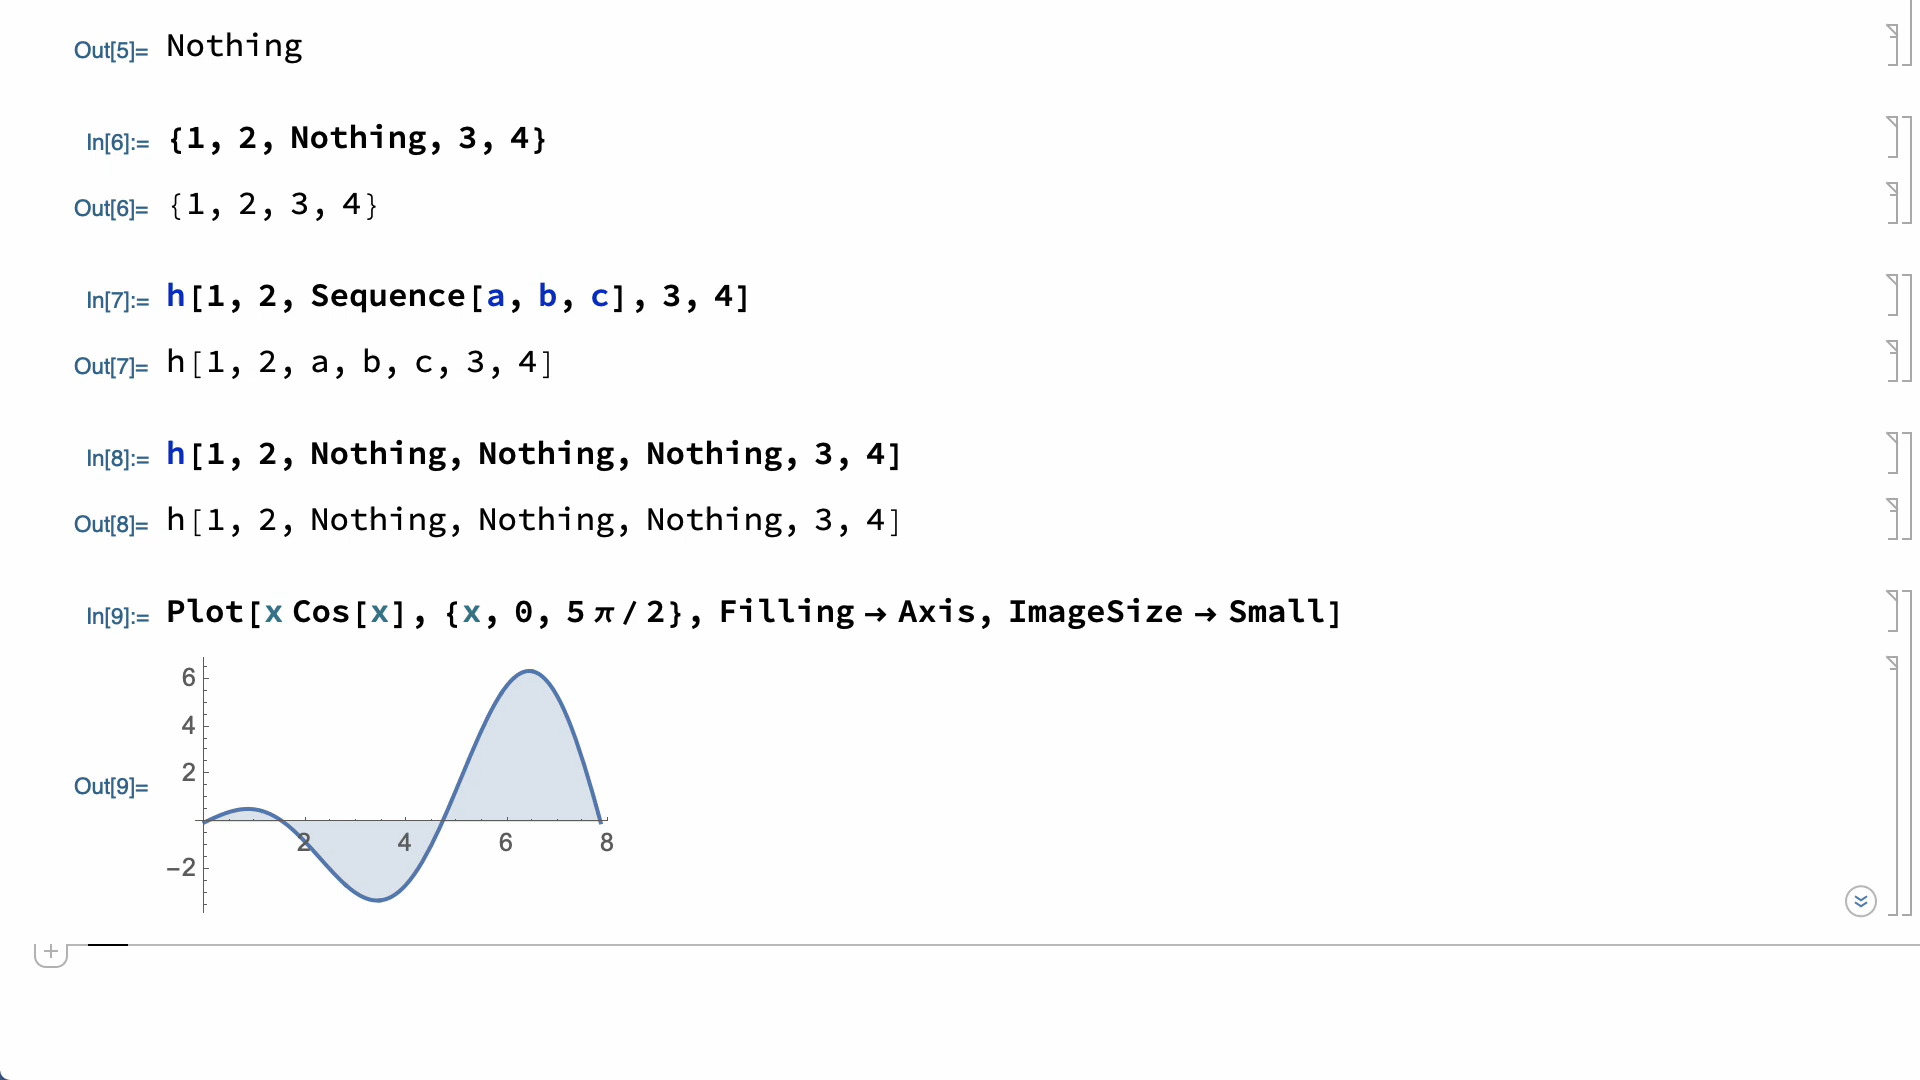 Out[5]= Nothing
In[6]:= {1, 2, Nothing, 3, 4}
Out[6]= {1, 2, 3, 4}
In[7]:= h[1, 2, Sequence[a, b, c], 3, 4]
Out[7]= h[1, 2, a, b, c, 3, 4]
In[8]:= h[1, 2, Nothing, Nothing, Nothing, 3, 4]
Out[8]= h[1, 2, Nothing, Nothing, Nothing, 3, 4]
In[9]:= Plot[x Cos[x], {x, 0, 5 π / 2}, Filling → Axis, ImageSize → Small]
6
4
2
Out[9]=
2 4 6 8
−2
+